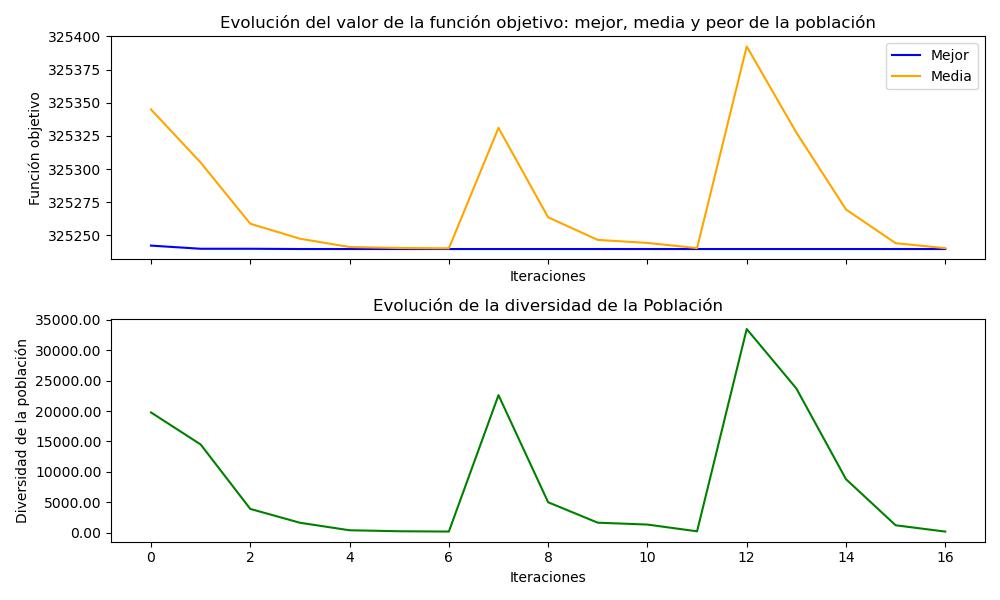 Evolución del valor de la función objetivo: mejor, media y peor de la población
325400
325375
325350
325325
325300
325275
325250
Función objetivo
Mejor
Media
Iteraciones
Evolución de la diversidad de la Población
35000.00
30000.00
25000.00
20000.00
15000.00
10000.00
5000.00
0.00
Diversidad de la población
0 2 4 6 8 10 12 14 16
Iteraciones